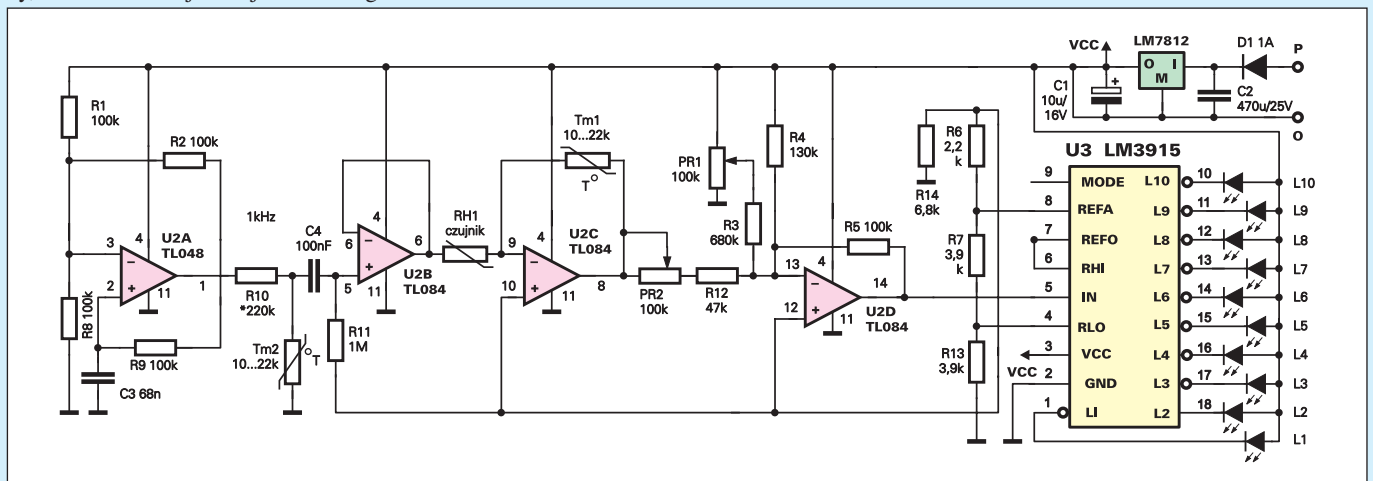 R1
100k
R2 100k
R8 100k
3
2
4
11
1
U2A
TL048
R9 100k
C3 68n
1kHz
R10
*220k
C4
100nF
Tm2
10...22k
T
R11
1M
6
5
4
11
6
U2B
TL084
RH1
czujnik
Tm1
10...22k
T
9
10
4
11
8
U2C
TL084
PR2
100k
R12
47k
PR1
100k
R3
680k
R4
130k
R5 100k
13
12
4
11
14
U2D
TL084
R14
6,8k
R6
2,2
k
R7
3,9
k
R13
3,9k
VCC
LM7812
O I
M
D1 1A
P
C1
10u/
16V
+
C2
470u/25V
O
U3 LM3915
9 MODE L10 10 L10
8 REFA L9 11 L9
7 REFO L8 12 L8
6 RHI L7 13 L7
5 IN L6 14 L6
4 RLO L5 15 L5
3 VCC L4 16 L4
VCC
2 GND L3 17 L3
1 LI L2 18 L2
L1